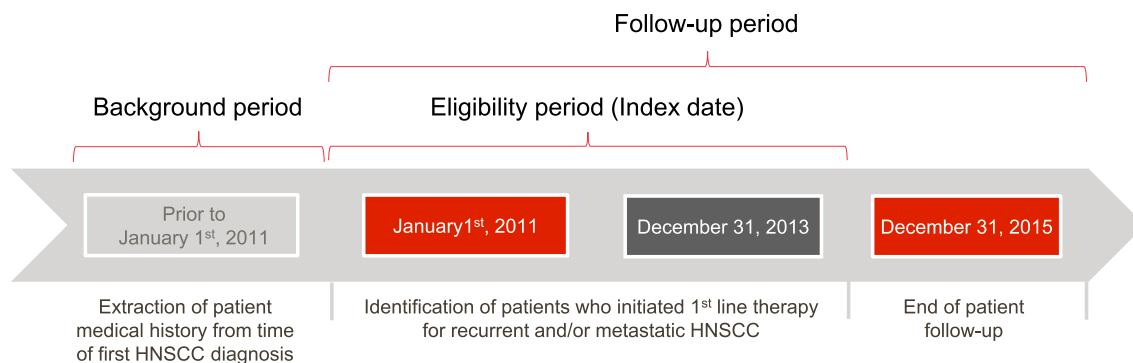 Follow-up period
Background period
Eligibility period (Index date)
Prior to
January 1st, 2011
January1st, 2011
December 31, 2013
December 31, 2015
Extraction of patient
medical history from time
of first HNSCC diagnosis
Identification of patients who initiated 1st line therapy
for recurrent and/or metastatic HNSCC
End of patient
follow-up